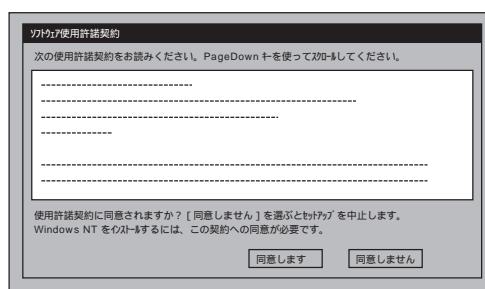 ｿﾌﾄｳｪｱ使用許諾契約
次の使用許諾契約をお読みください。PageDown ｷｰを使ってｽｸﾛｰﾙしてください。
使用許諾契約に同意されますか？ [ 同意しません ] を選ぶとｾｯﾄｱｯﾌﾟを中止します。
Windows NT をｲﾝｽﾄｰﾙするには、この契約への同意が必要です。
同意します
同意しません